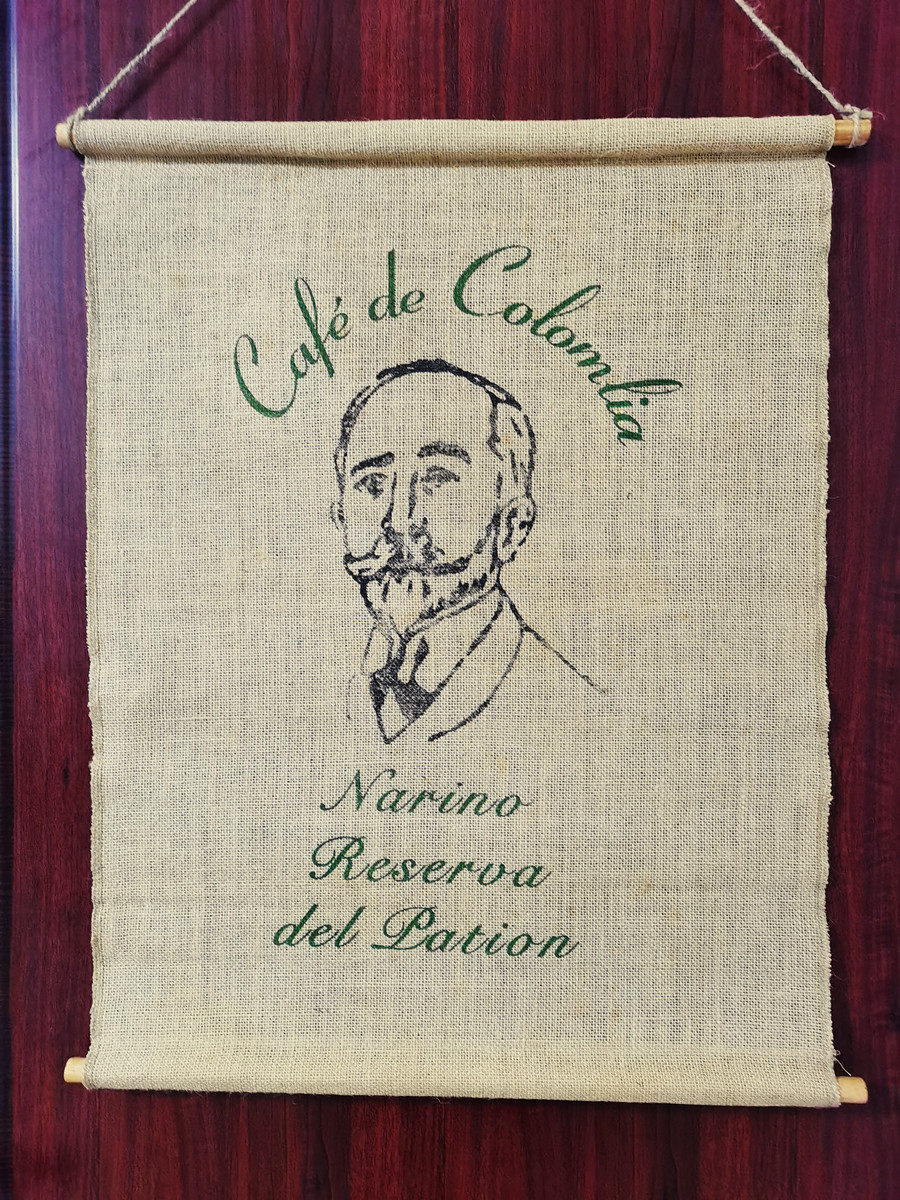 Café de Colombia
Narino
Reserva
del Pation